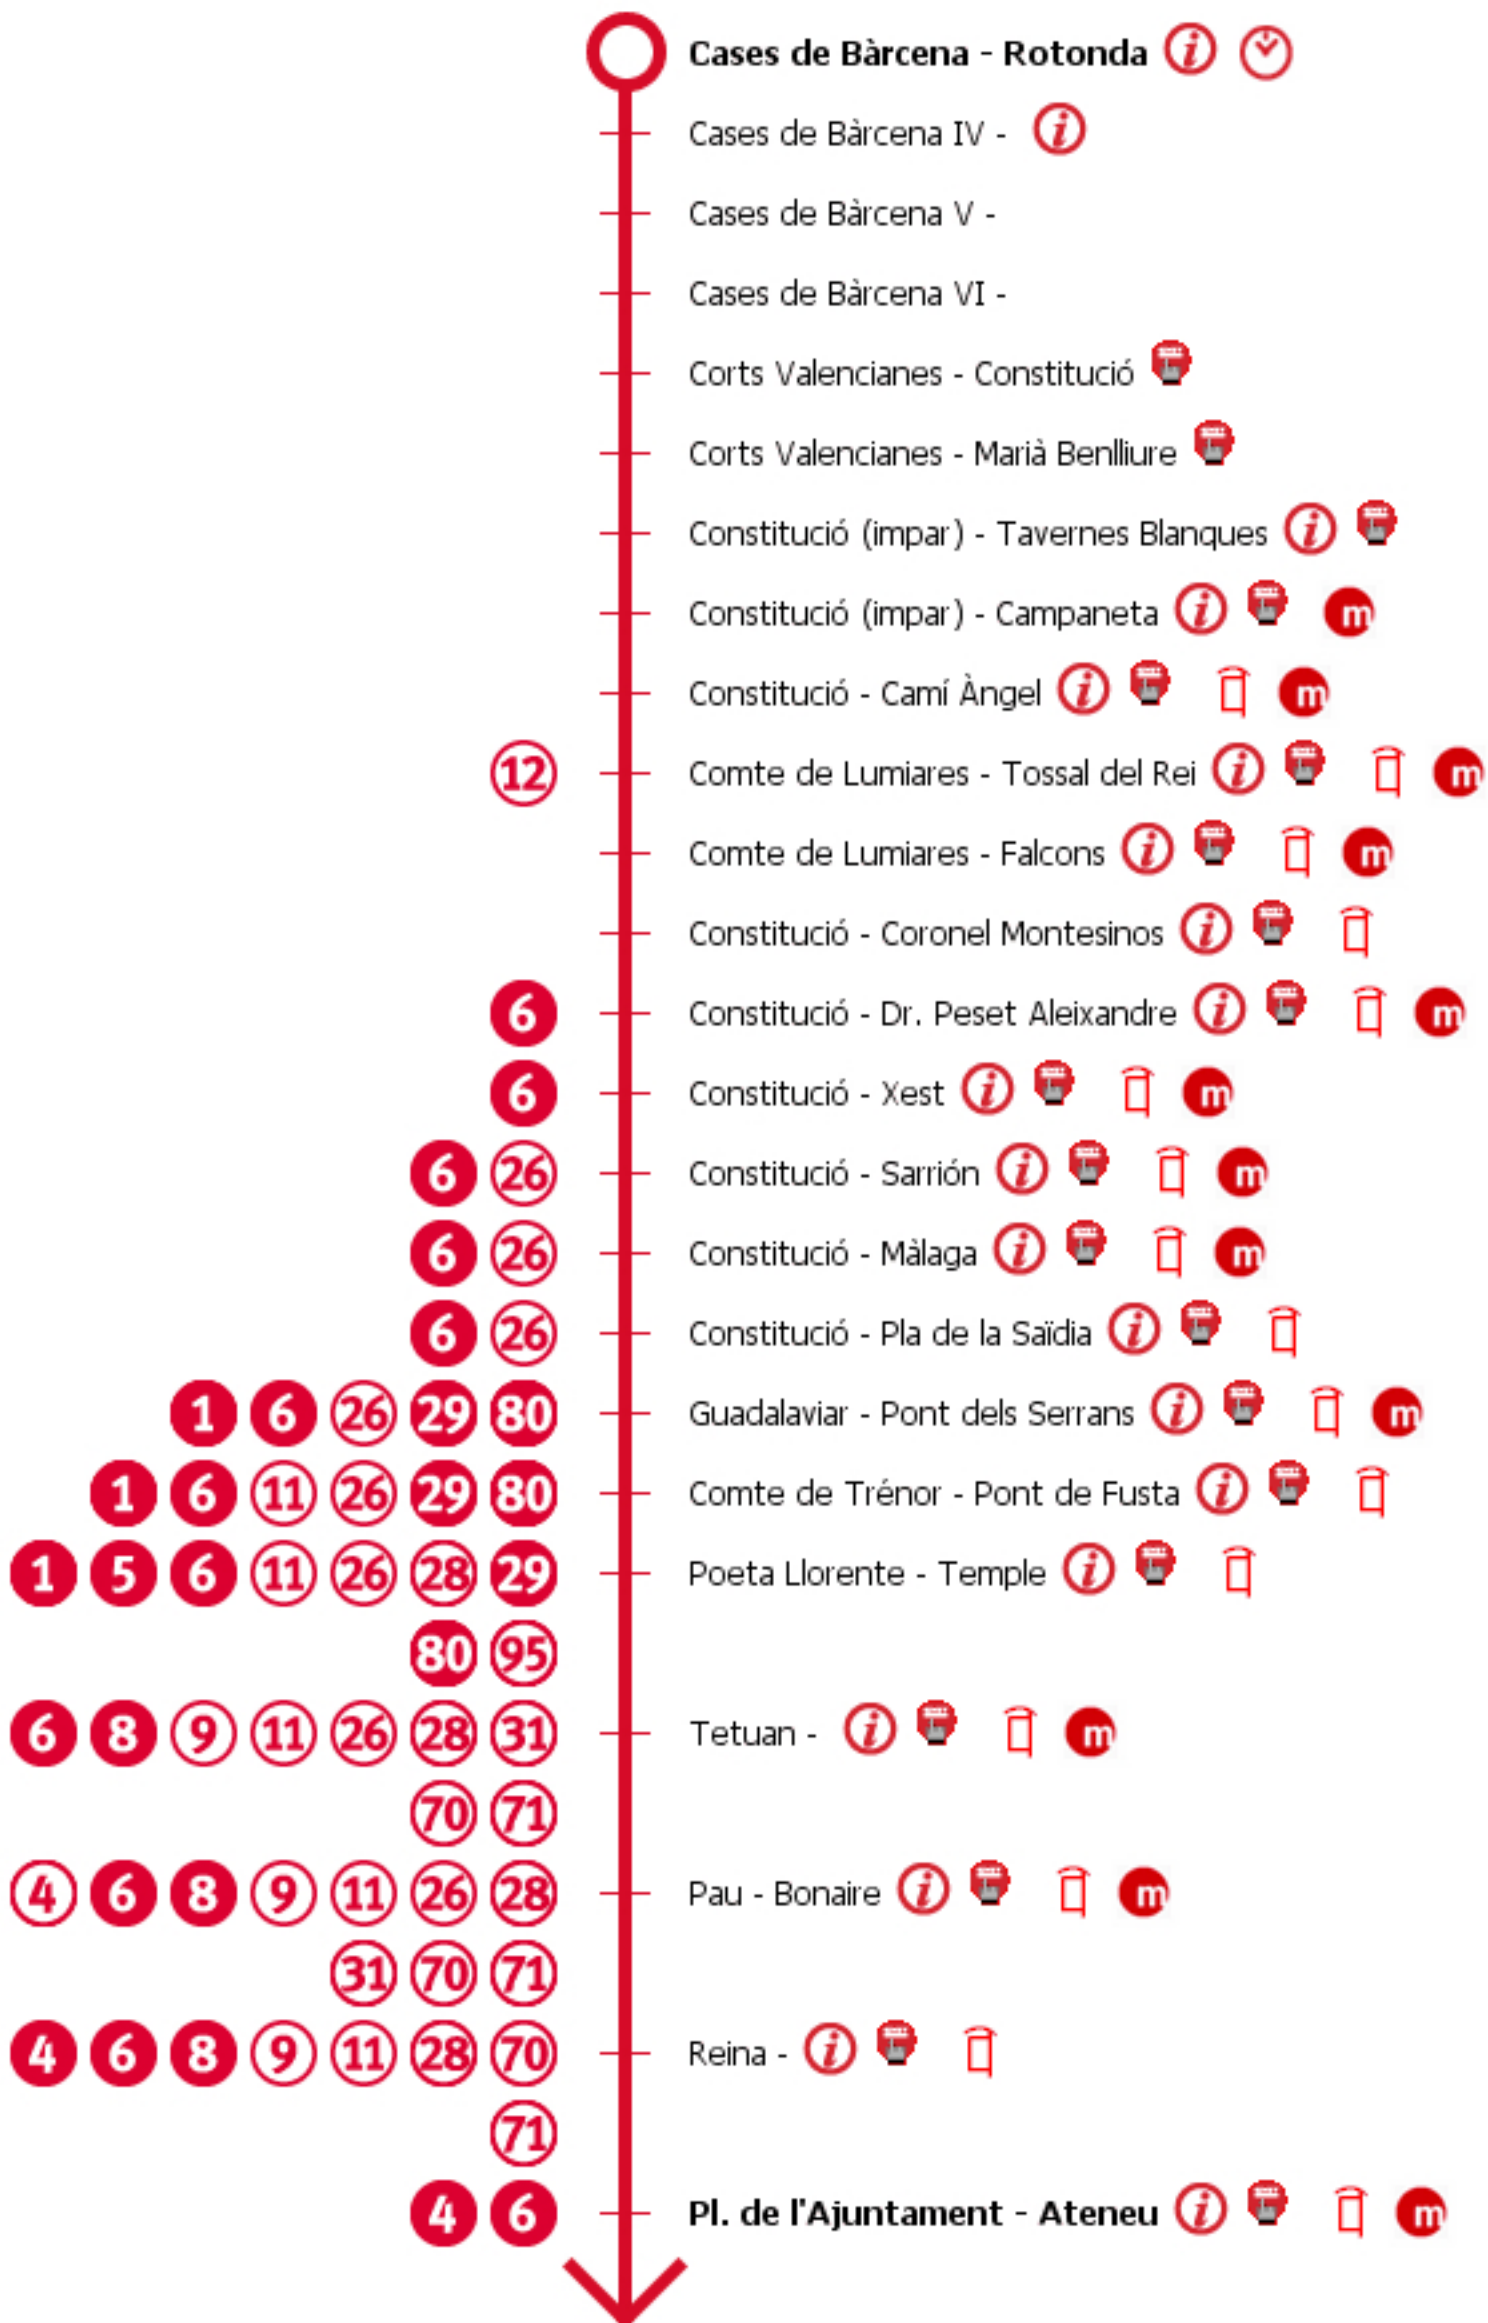 Cases de Bàrcena - Rotonda i
Cases de Bàrcena IV - i
Cases de Bàrcena V -
Cases de Bàrcena VI -
Corts Valencianes - Constitució
Corts Valencianes - Marià Benlliure
Constitució (impar) - Tavernes Blanques i
Constitució (impar) - Campaneta i m
Constitució - Camí Àngel i m
12 Comte de Lumiares - Tossal del Rei i m
Comte de Lumiares - Falcons i m
Constitució - Coronel Montesinos i
6 Constitució - Dr. Peset Aleixandre i m
6 Constitució - Xest i m
6 26 Constitució - Sarrión i m
6 26 Constitució - Màlaga i m
6 26 Constitució - Pla de la Saïdia i
1 6 26 29 80 Guadalaviar - Pont dels Serrans i m
1 6 11 26 29 80 Comte de Trénor - Pont de Fusta i
1 5 6 11 26 28 29 Poeta Llorente - Temple i
80 95
6 8 9 11 26 28 31 Tetuan - i m
70 71
4 6 8 9 11 26 28 Pau - Bonaire i m
31 70 71
4 6 8 9 11 28 70 Reina - i
71
4 6 Pl. de l'Ajuntament - Ateneu i m